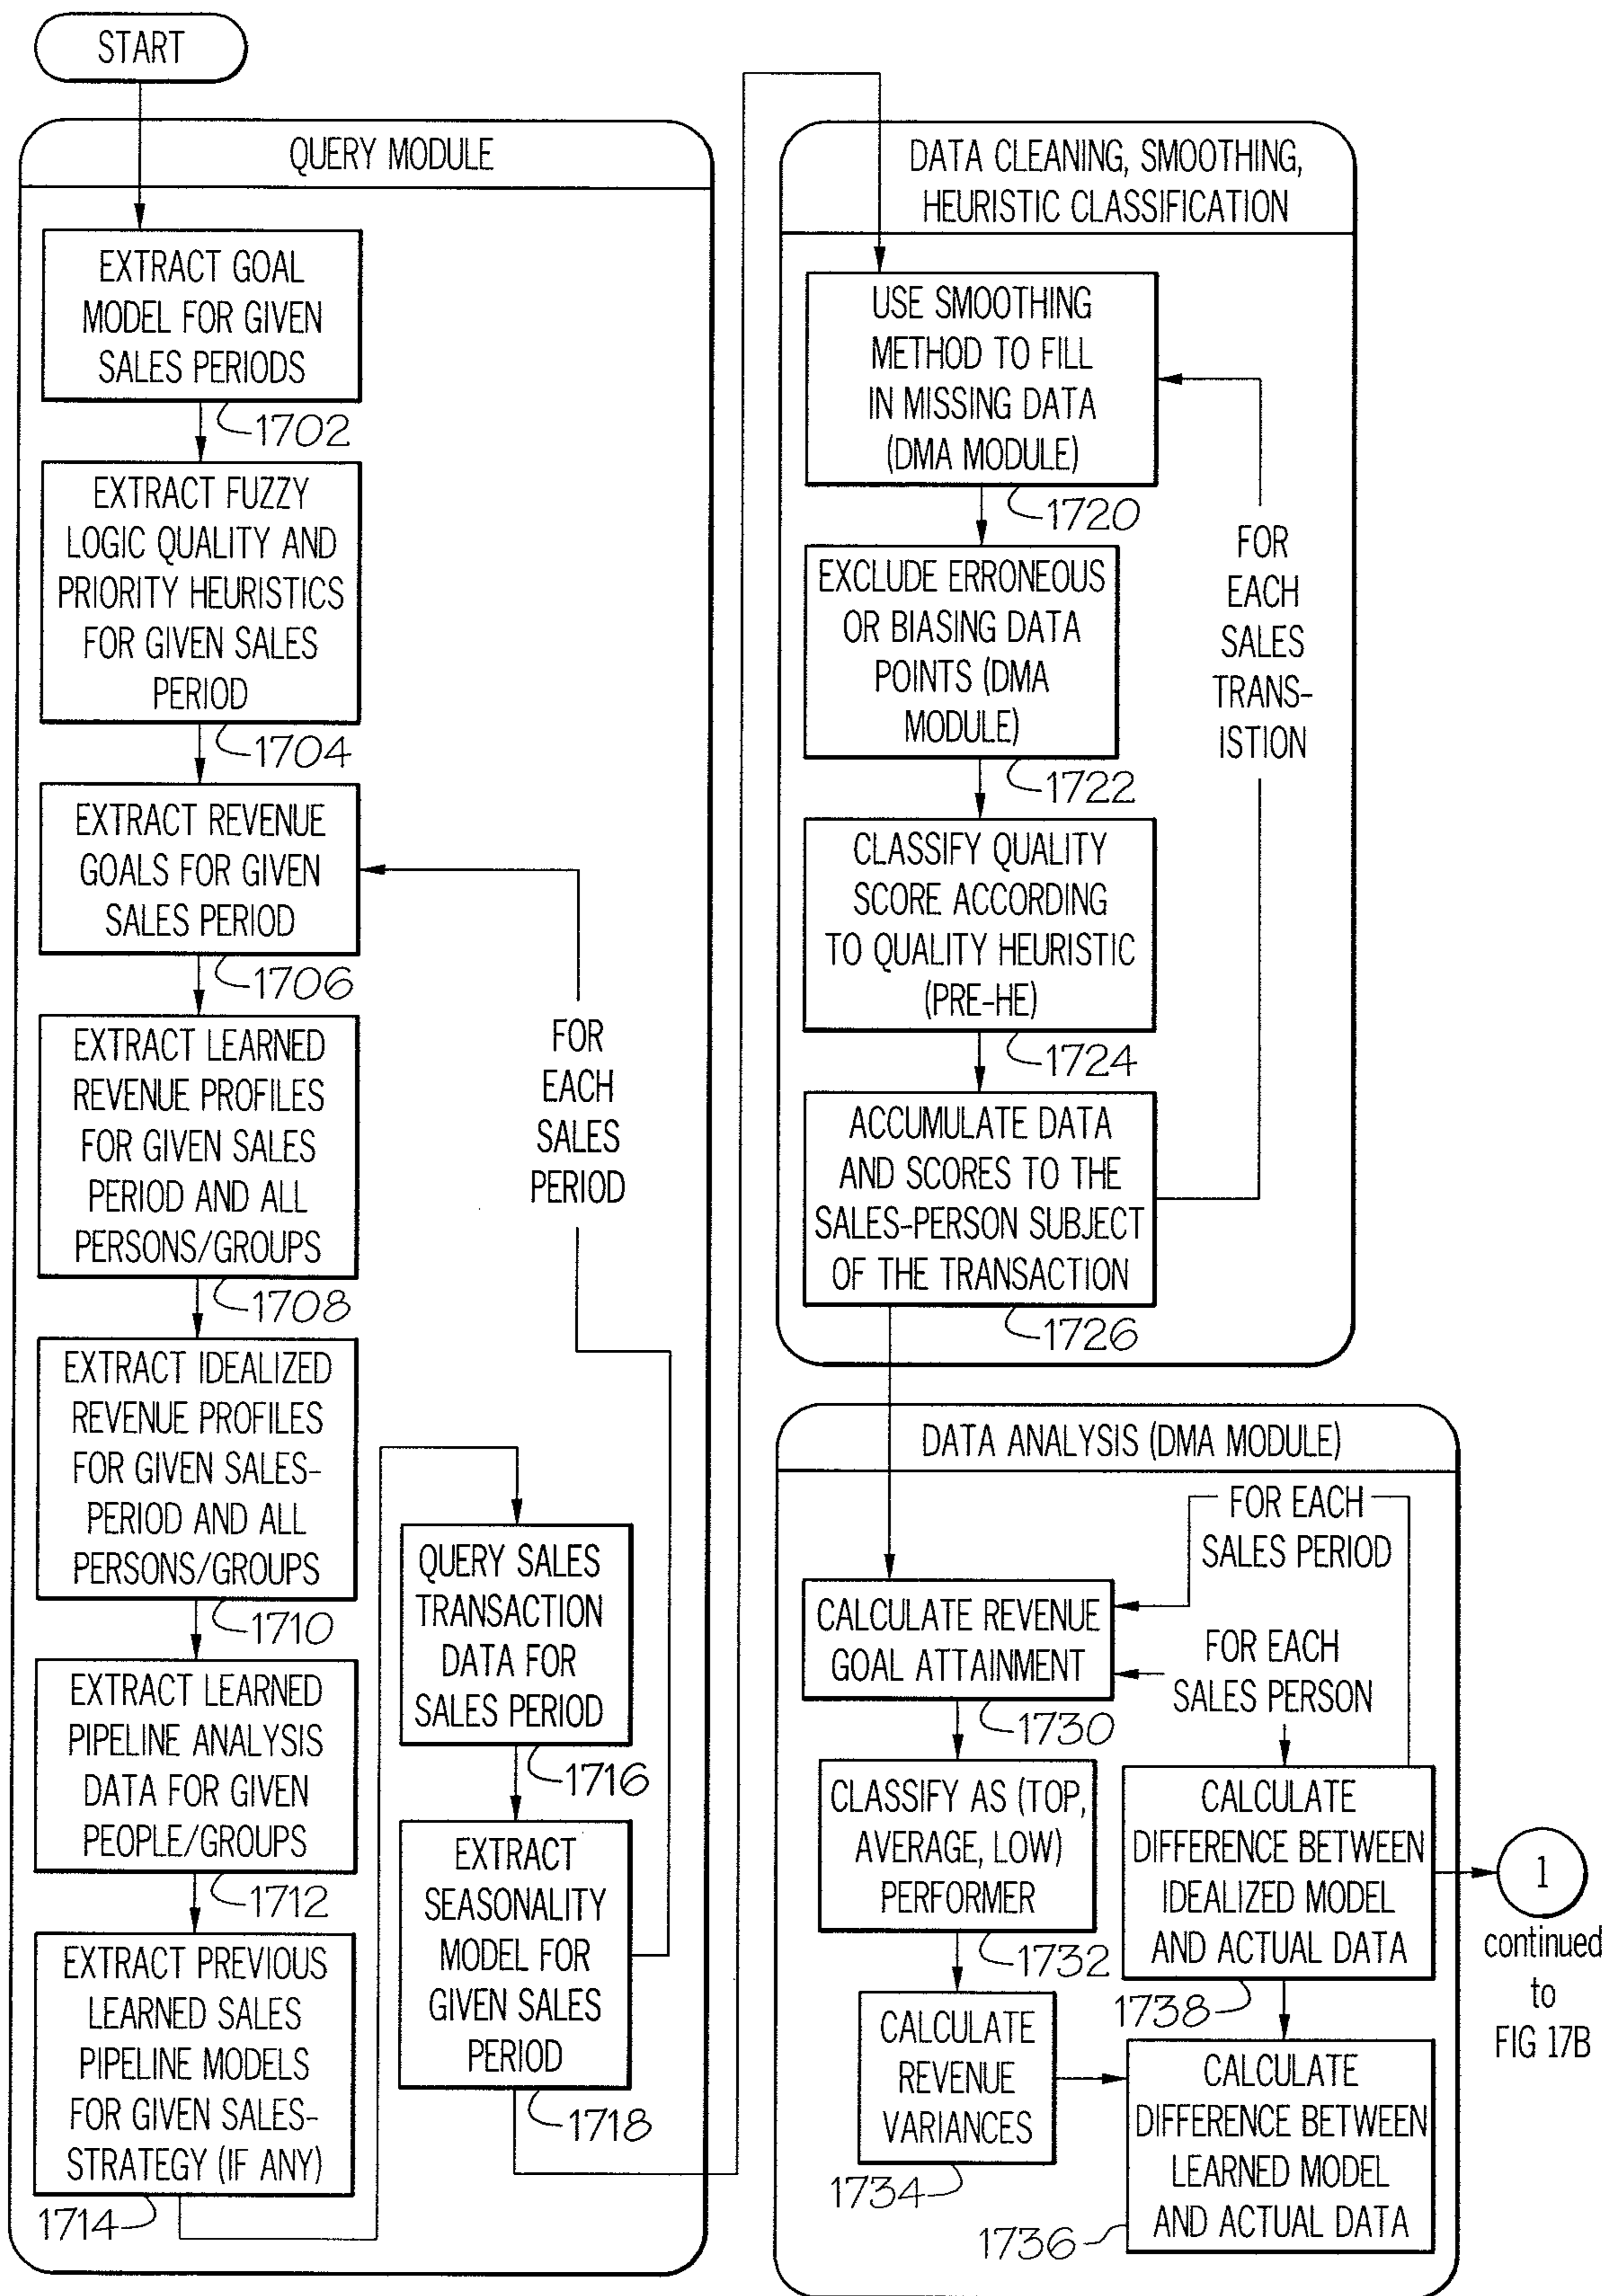 START
QUERY MODULE
EXTRACT GOAL
MODEL FOR GIVEN
SALES PERIODS
1702
EXTRACT FUZZY
LOGIC QUALITY AND
PRIORITY HEURISTICS
FOR GIVEN SALES
PERIOD
1704
EXTRACT REVENUE
GOALS FOR GIVEN
SALES PERIOD
1706
EXTRACT LEARNED
REVENUE PROFILES
FOR GIVEN SALES
PERIOD AND ALL
PERSONS/GROUPS
1708
EXTRACT IDEALIZED
REVENUE PROFILES
FOR GIVEN SALES-
PERIOD AND ALL
PERSONS/GROUPS
1710
EXTRACT LEARNED
PIPELINE ANALYSIS
DATA FOR GIVEN
PEOPLE/GROUPS
1712
EXTRACT PREVIOUS
LEARNED SALES
PIPELINE MODELS
FOR GIVEN SALES-
STRATEGY (IF ANY)
1714
QUERY SALES
TRANSACTION
DATA FOR
SALES PERIOD
1716
EXTRACT
SEASONALITY
MODEL FOR
GIVEN SALES
PERIOD
1718
FOR
EACH
SALES
PERIOD
DATA CLEANING, SMOOTHING,
HEURISTIC CLASSIFICATION
USE SMOOTHING
METHOD TO FILL
IN MISSING DATA
(DMA MODULE)
1720
EXCLUDE ERRONEOUS
OR BIASING DATA
POINTS (DMA
MODULE)
1722
CLASSIFY QUALITY
SCORE ACCORDING
TO QUALITY HEURISTIC
(PRE-HE)
1724
ACCUMULATE DATA
AND SCORES TO THE
SALES-PERSON SUBJECT
OF THE TRANSACTION
1726
FOR
EACH
SALES
TRANS-
ISTION
DATA ANALYSIS (DMA MODULE)
FOR EACH
SALES PERIOD
CALCULATE REVENUE
GOAL ATTAINMENT
1730
FOR EACH
SALES PERSON
CLASSIFY AS (TOP,
AVERAGE, LOW)
PERFORMER
1732
CALCULATE
REVENUE
VARIANCES
1734
CALCULATE
DIFFERENCE BETWEEN
IDEALIZED MODEL
AND ACTUAL DATA
1738
CALCULATE
DIFFERENCE BETWEEN
LEARNED MODEL
AND ACTUAL DATA
1736
1
continued
to
FIG 17B